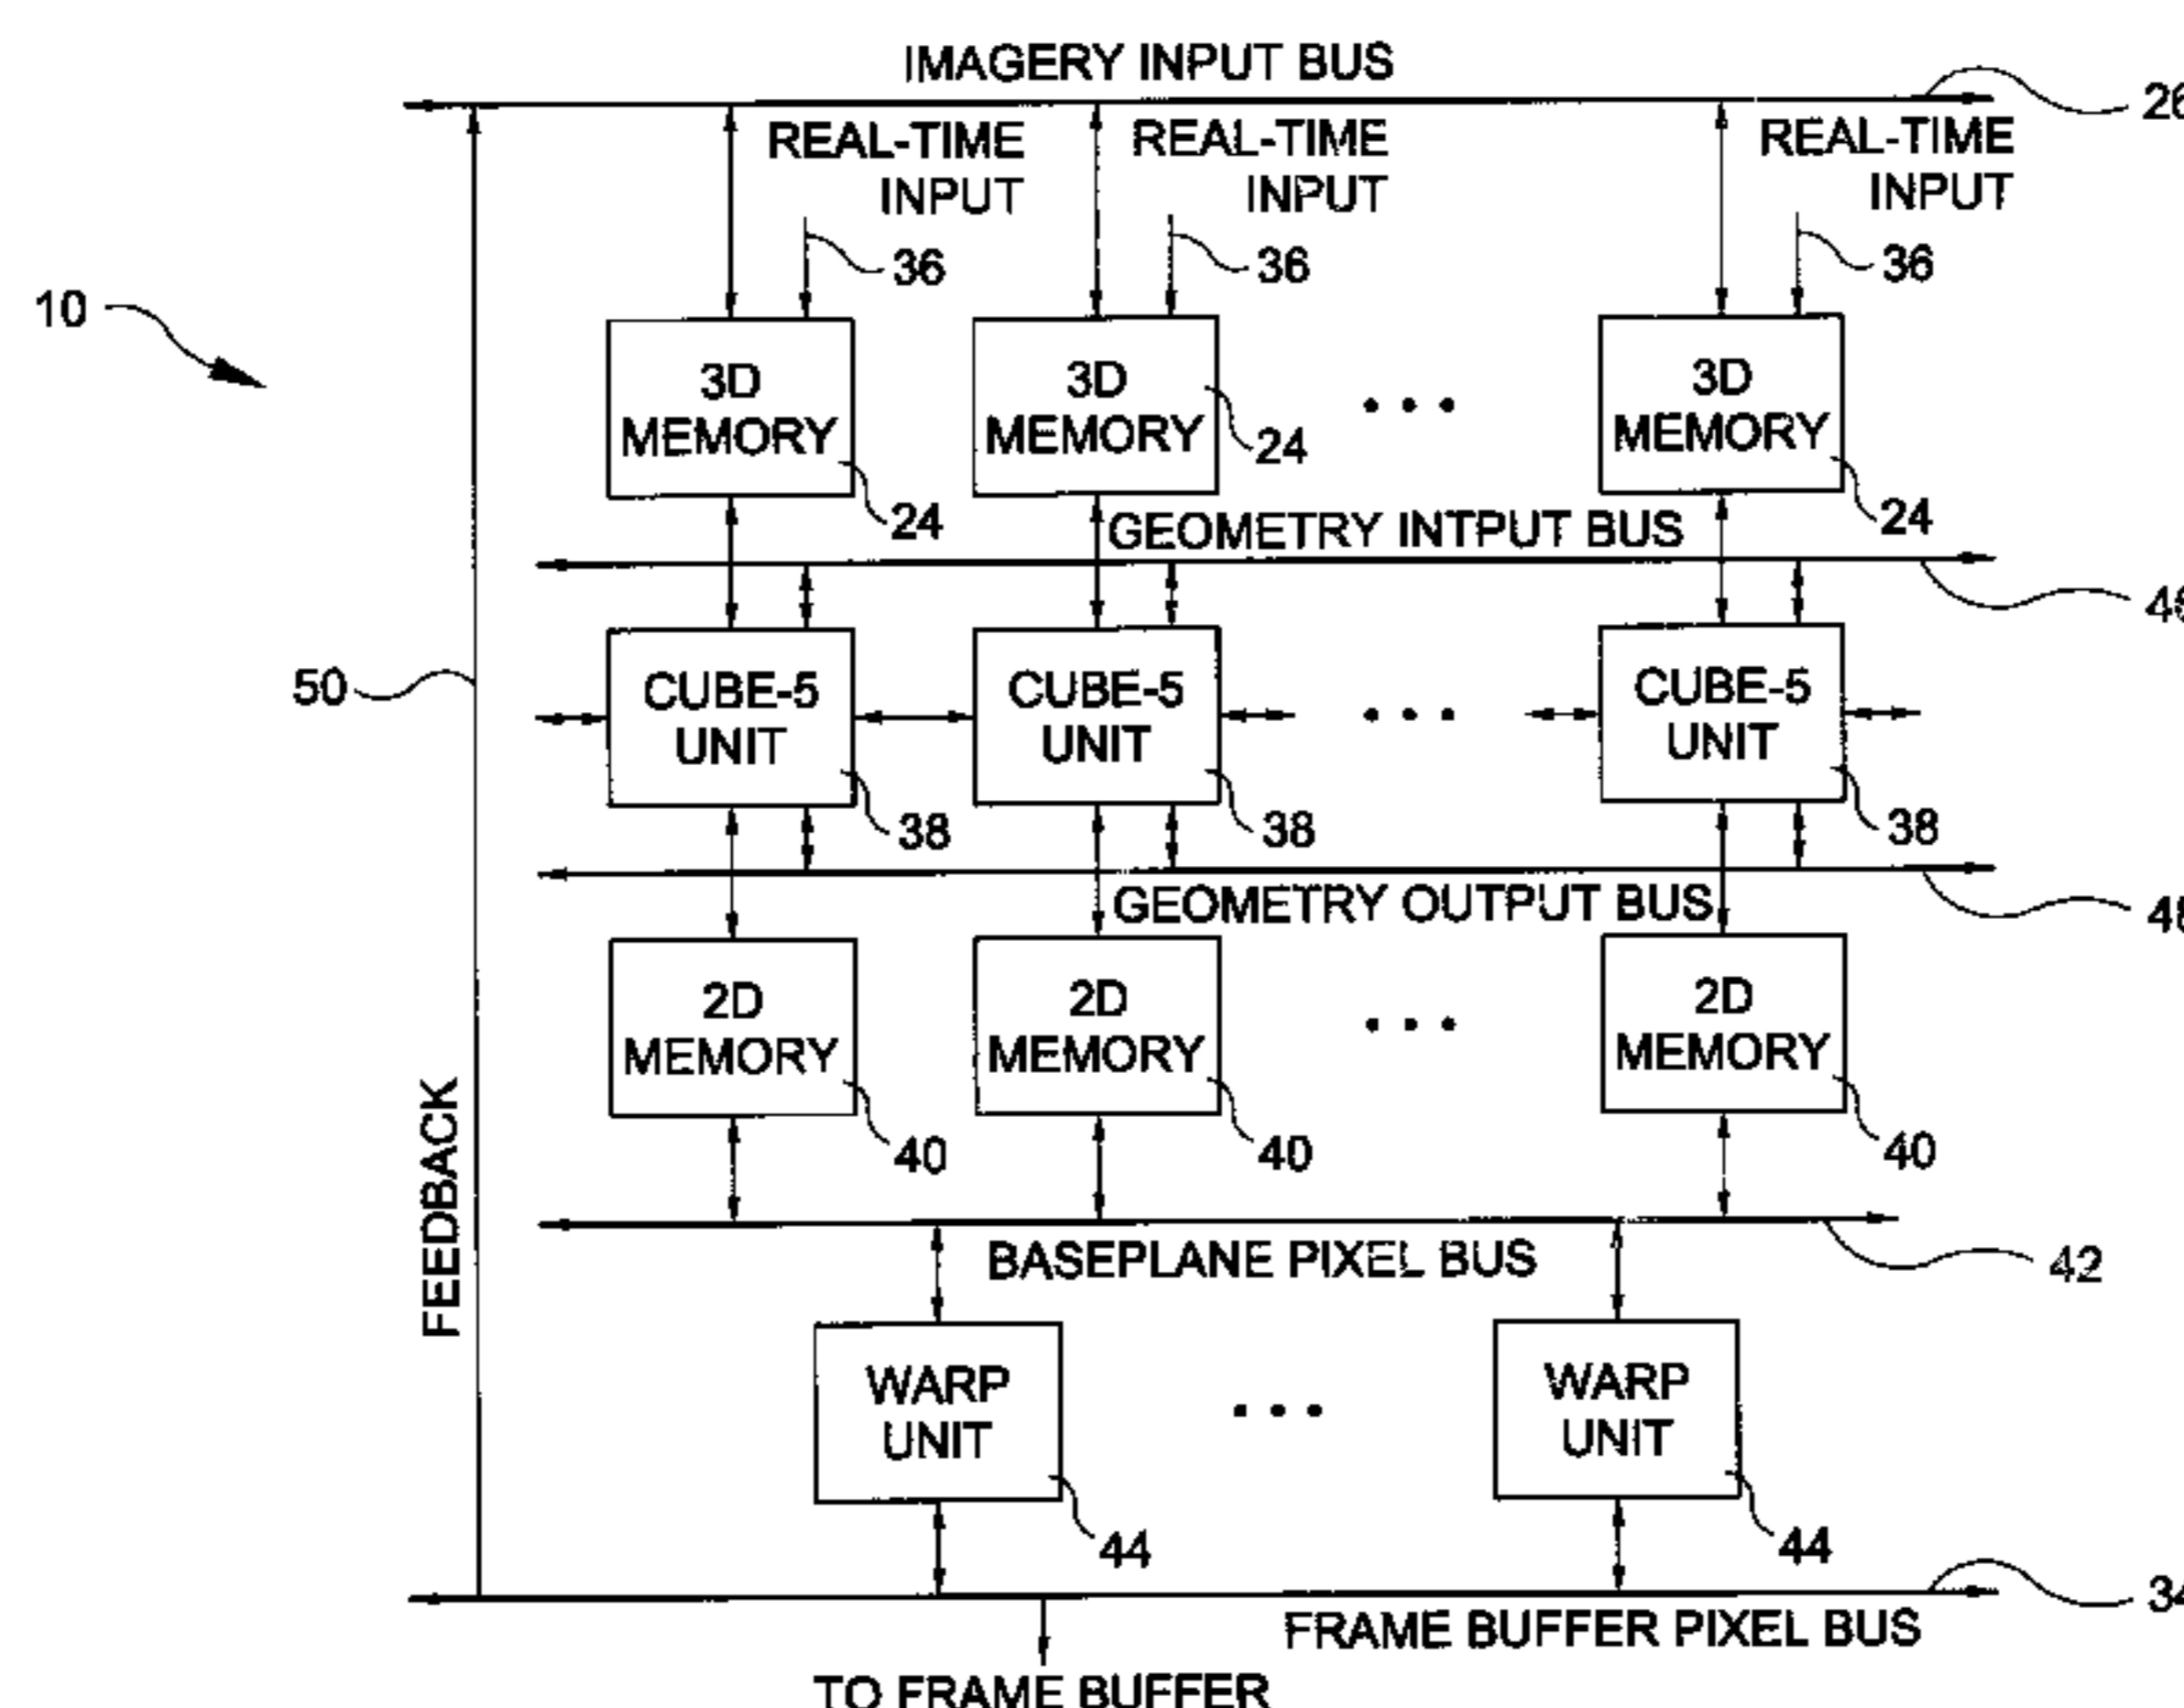 IMAGERY INPUT BUS
26
REAL-TIME INPUT
REAL-TIME INPUT
REAL-TIME INPUT
36
36
36
10
3D MEMORY
3D MEMORY
3D MEMORY
24
24
24
GEOMETRY INTPUT BUS
50
CUBE-5 UNIT
CUBE-5 UNIT
CUBE-5 UNIT
38
38
38
GEOMETRY OUTPUT BUS
2D MEMORY
2D MEMORY
2D MEMORY
40
40
40
FEEDBACK
BASEPLANE PIXEL BUS
42
WARP UNIT
WARP UNIT
44
44
34
FRAME BUFFER PIXEL BUS
TO FRAME BUFFER